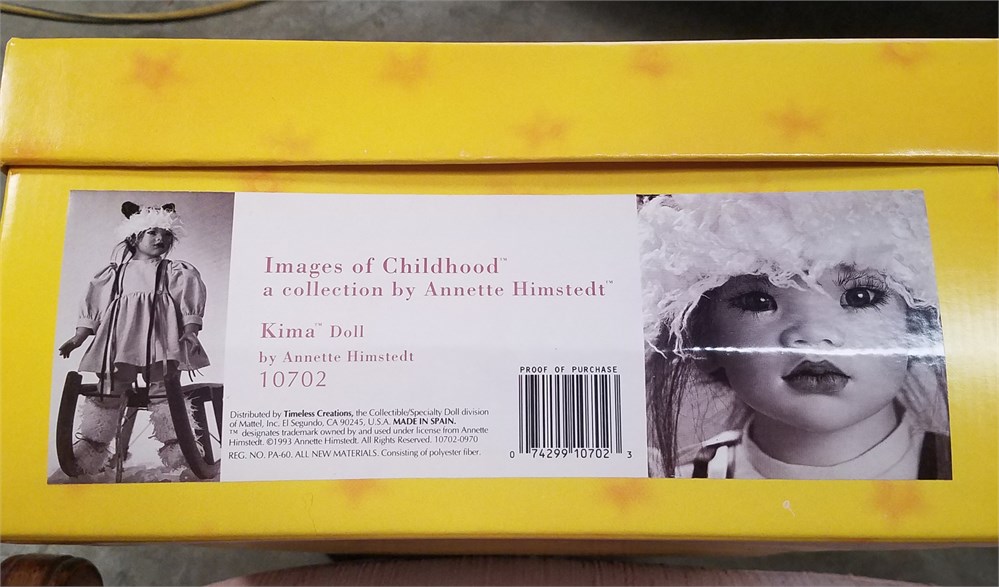 Images of Childhood™
a collection by Annette Himstedt™
Kima™ Doll
by Annette Himstedt
10702
Distributed by Timeless Creations, the Collectible/Specialty Doll division
of Mattel, Inc. El Segundo, CA 90245, U.S.A. MADE IN SPAIN.
™ designates trademark owned by and used under license from Annette
Himstedt. ©1993 Annette Himstedt. All Rights Reserved. 10702-0970
REG. NO. PA-60. ALL NEW MATERIALS. Consisting of polyester fiber.
PROOF OF PURCHASE
0 74299 10702 3